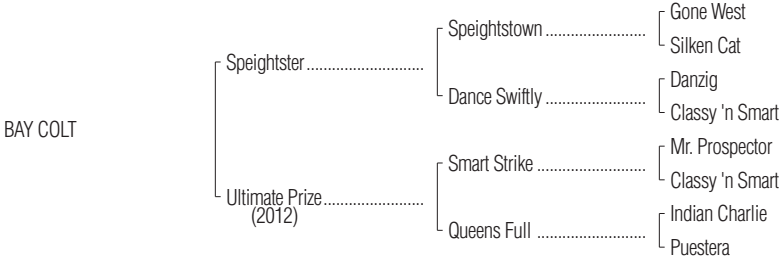 Gone West
Speightstown ........................
Silken Cat
Speightster ............................
Danzig
Dance Swiftly ........................
Classy 'n Smart
BAY COLT
Mr. Prospector
Smart Strike ..........................
Classy 'n Smart
Ultimate Prize ........................
(2012)
Indian Charlie
Queens Full ..........................
Puestera